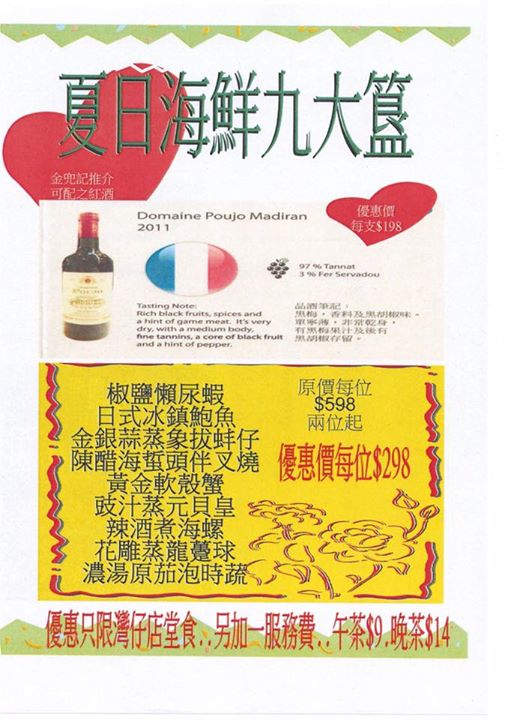 夏日海鮮九大簋
金兜記推介
可配之紅酒
Domaine Poujo Madiran
2011
優惠價
每支$198
97 % Tannat
3 % Fer Servadou
Tasting Note:
Rich black fruits, spices and
a hint of game meat. It's very
dry, with a medium body,
fine tannins, a core of black fruit
and a hint of pepper.
品酒筆記：
黑梅，香料及黑胡椒味。
單寧薄，非常乾身，
有黑梅果汁及後有
黑胡椒存留。
椒鹽懶尿蝦
日式冰鎮鮑魚
金銀蒜蒸象拔蚌仔
陳醋海蜇頭伴叉燒
黃金軟殼蟹
豉汁蒸元貝皇
辣酒煮海螺
花雕蒸龍躉球
濃湯原茄泡時蔬
原價每位
$598
兩位起
優惠價每位$298
優惠只限灣仔店堂食..另加一服務費..午茶$9.晚茶$14